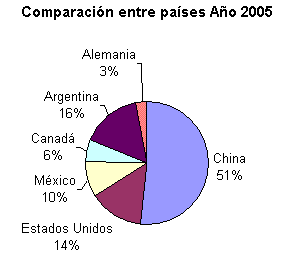 Comparación entre países Año 2005
Alemania
3%
Argentina
16%
Canadá
6%
México
10%
Estados Unidos
14%
China
51%